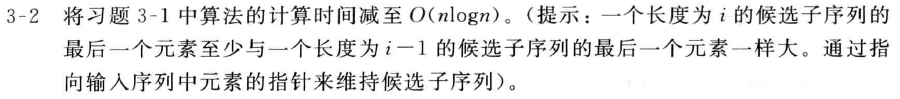 3-2 将习题 3-1 中算法的计算时间减至 O(nlogn)。(提示：一个长度为 i 的候选子序列的
最后一个元素至少与一个长度为 i－1 的候选子序列的最后一个元素一样大。通过指
向输入序列中元素的指针来维持候选子序列)。